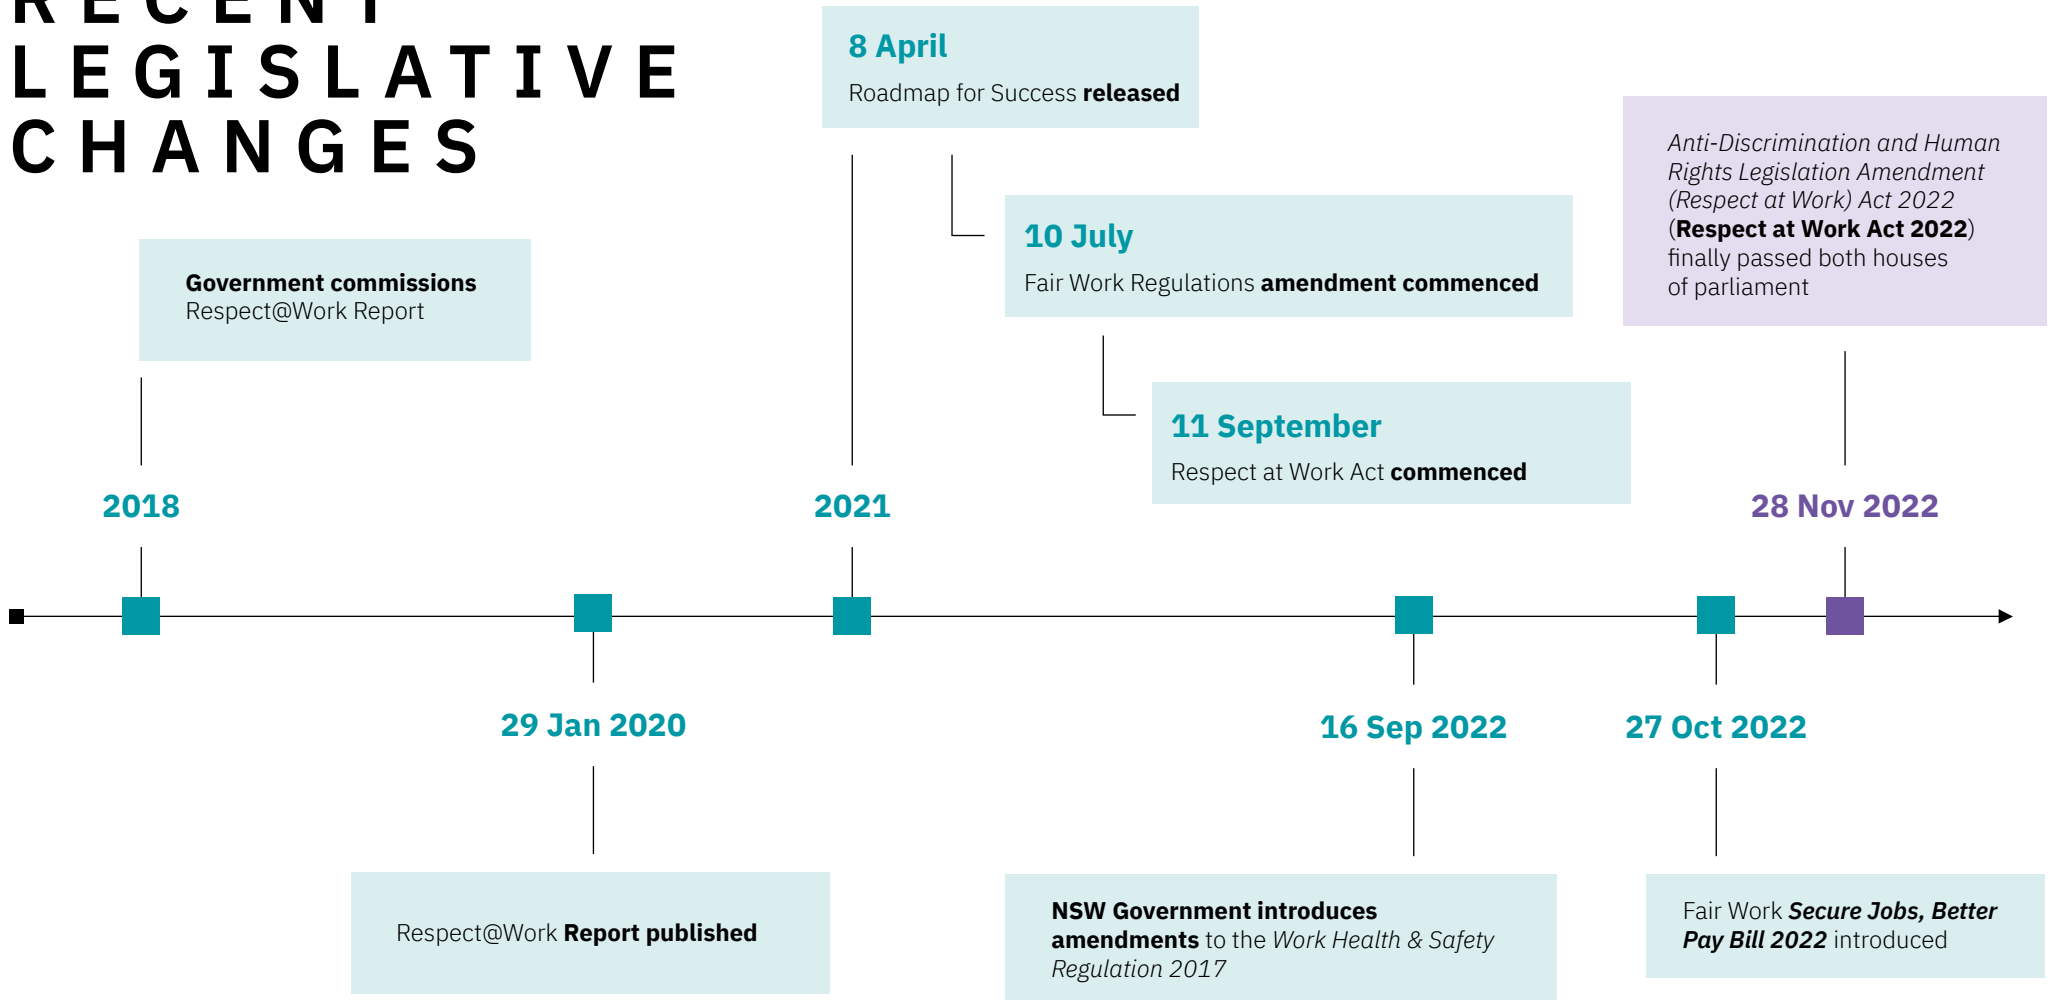 RECENT
LEGISLATIVE
CHANGES
8 April
Roadmap for Success released
10 July
Fair Work Regulations amendment commenced
11 September
Respect at Work Act commenced
Anti-Discrimination and Human
Rights Legislation Amendment
(Respect at Work) Act 2022
(Respect at Work Act 2022)
finally passed both houses
of parliament
Government commissions
Respect@Work Report
2018
2021
28 Nov 2022
29 Jan 2020
16 Sep 2022
27 Oct 2022
Respect@Work Report published
NSW Government introduces
amendments to the Work Health & Safety
Regulation 2017
Fair Work Secure Jobs, Better
Pay Bill 2022 introduced